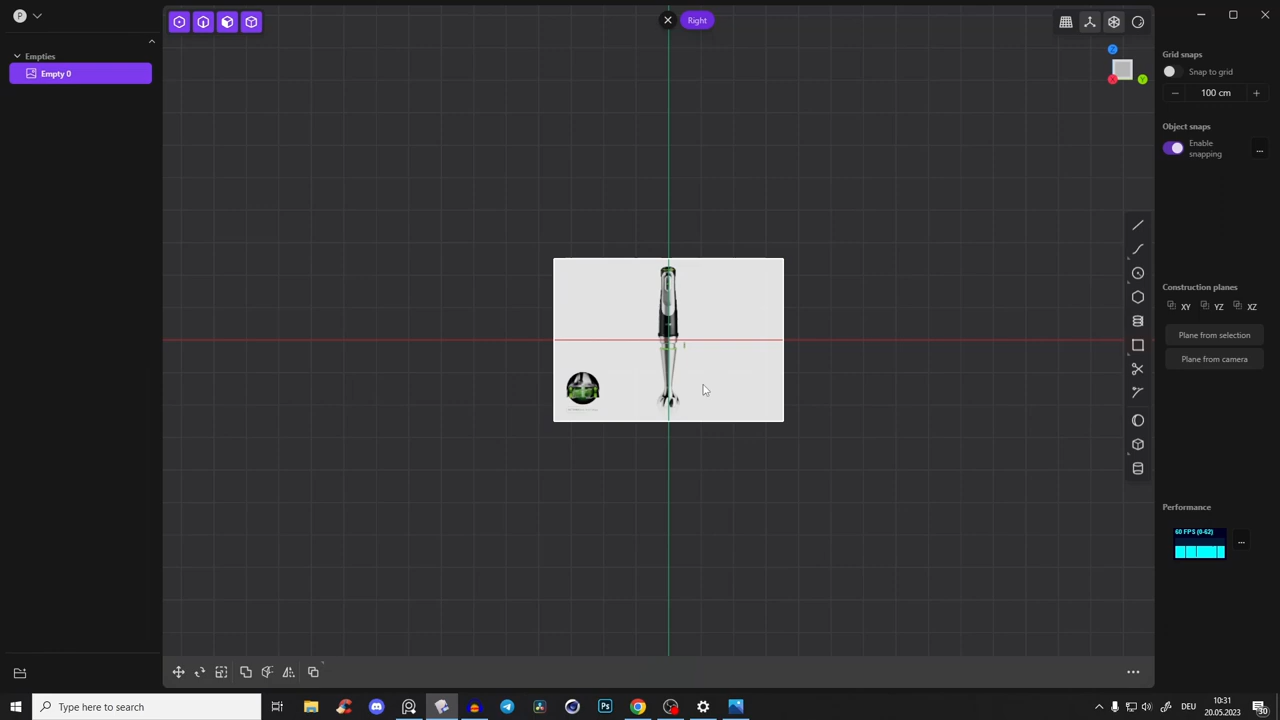 P
Right
Empties
Empty 0
Z
X
Y
Grid snaps
Snap to grid
100 cm
Object snaps
Enable
snapping
...
Construction planes
XY
YZ
XZ
Plane from selection
Plane from camera
Performance
60 FPS (0-62)
...
Type here to search
Ps
DEU
10:31
20.05.2023